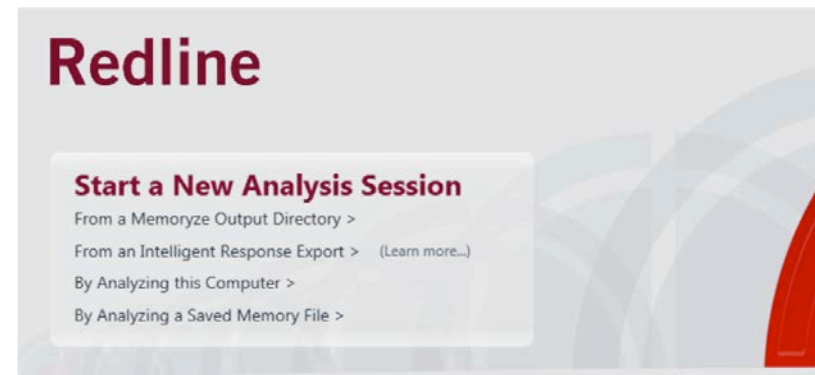 Redline
Start a New Analysis Session
From a Memoryze Output Directory >
From an Intelligent Response Export > (Learn more...)
By Analyzing this Computer >
By Analyzing a Saved Memory File >